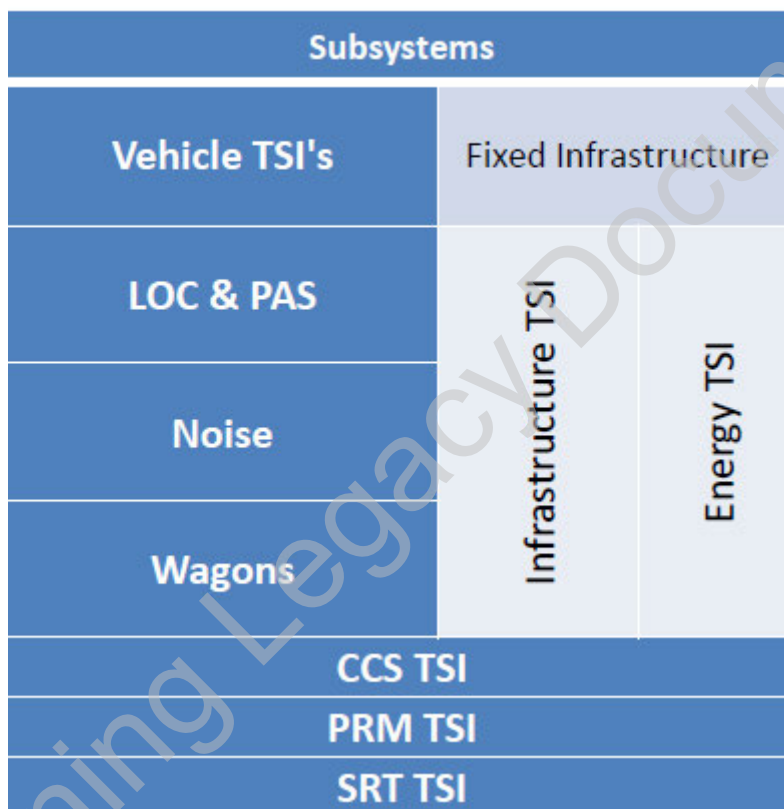 Subsystems
Vehicle TSI's
Fixed Infrastructure
LOC & PAS
Noise
Wagons
Infrastructure TSI
Energy TSI
CCS TSI
PRM TSI
SRT TSI
Legacy